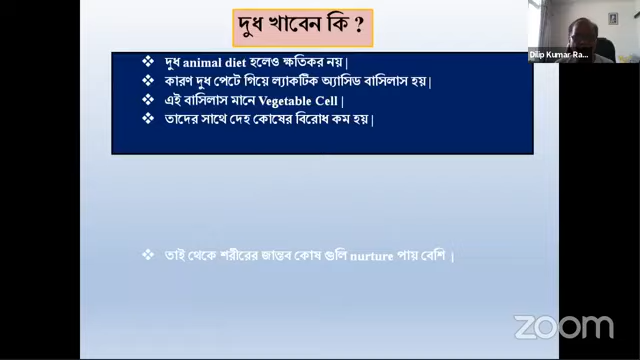 দুধ খাবেন কি ?
Dilip Kumar Ra...
❖ দুধ animal diet হলেও ক্ষতিকর নয়|
❖ কারণ দুধ পেটে গিয়ে ল্যাকটিক অ্যাসিড বাসিলাস হয়|
❖ এই বাসিলাস মানে Vegetable Cell|
❖ তাদের সাথে দেহ কোষের বিরোধ কম হয়|
❖ তাই থেকে শরীরের জান্তব কোষ গুলি nurture পায় বেশি |
zoom